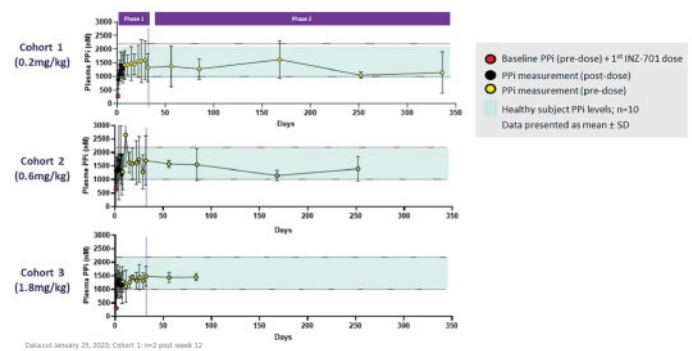 Phase 1
Phase 2
Cohort 1
(0.2mg/kg)
Plasma PPi (nM)
3000
2500
2000
1500
1000
500
0
0 50 100 150 200 250 300 350
Days
Cohort 2
(0.6mg/kg)
Plasma PPi (nM)
3000
2500
2000
1500
1000
500
0
0 50 100 150 200 250 300 350
Days
Cohort 3
(1.8mg/kg)
Plasma PPi (nM)
3000
2500
2000
1500
1000
500
0
0 50 100 150 200 250 300 350
Days
Baseline PPi (pre-dose) + 1st INZ-701 dose
PPi measurement (post-dose)
PPi measurement (pre-dose)
Healthy subject PPi levels; n=10
Data presented as mean ± SD
Data cut January 23, 2023; Cohort 1: n=2 post week 12